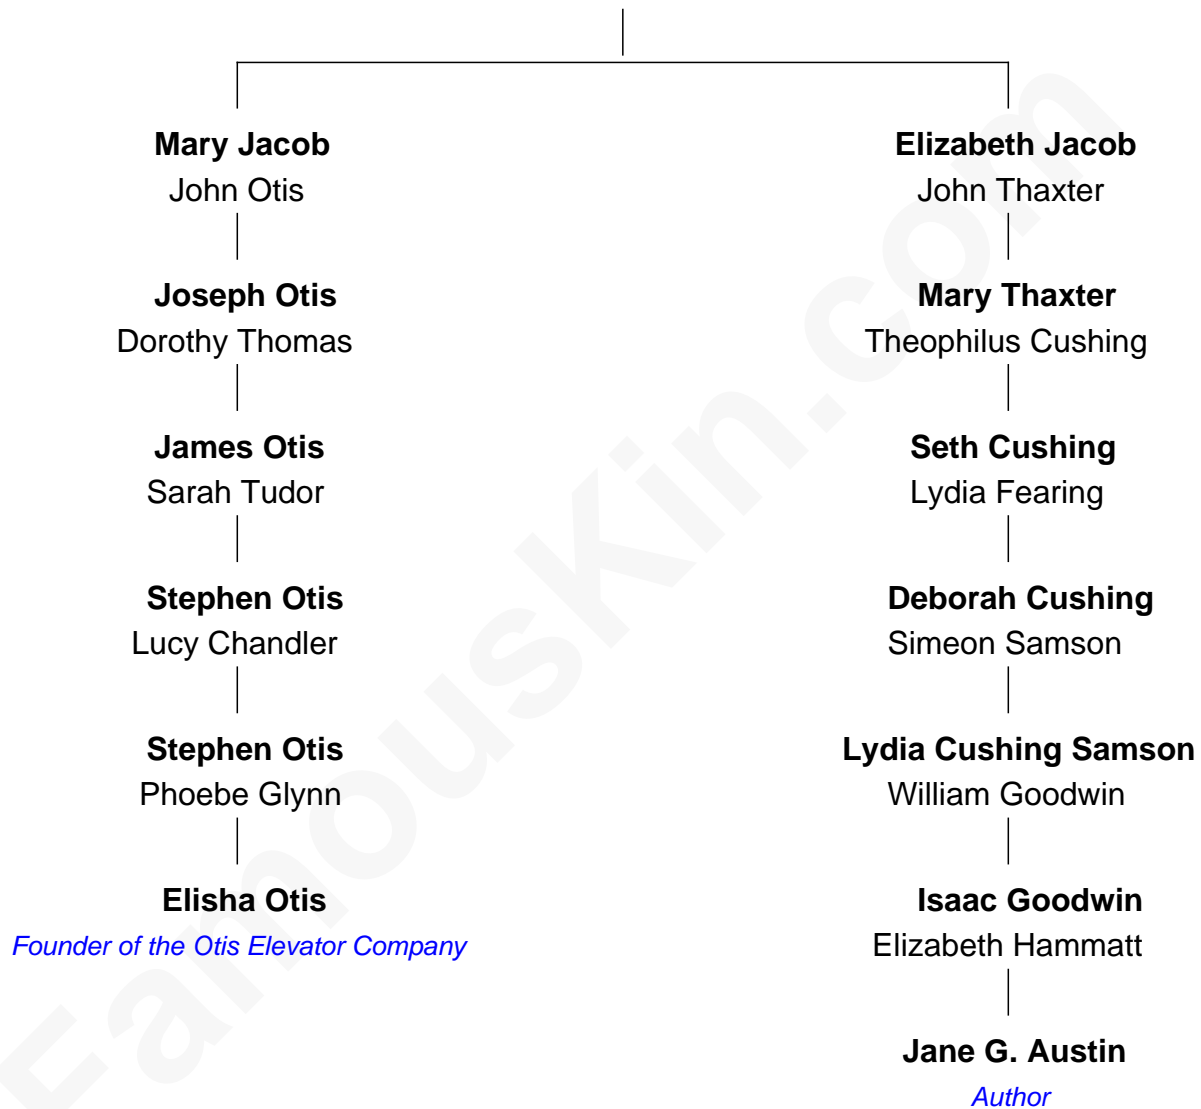 Mary Jacob
John Otis
Joseph Otis
Dorothy Thomas
James Otis
Sarah Tudor
Stephen Otis
Lucy Chandler
Stephen Otis
Phoebe Glynn
Elisha Otis
Founder of the Otis Elevator Company
Elizabeth Jacob
John Thaxter
Mary Thaxter
Theophilus Cushing
Seth Cushing
Lydia Fearing
Deborah Cushing
Simeon Samson
Lydia Cushing Samson
William Goodwin
Isaac Goodwin
Elizabeth Hammatt
Jane G. Austin
Author
FamousKin.com